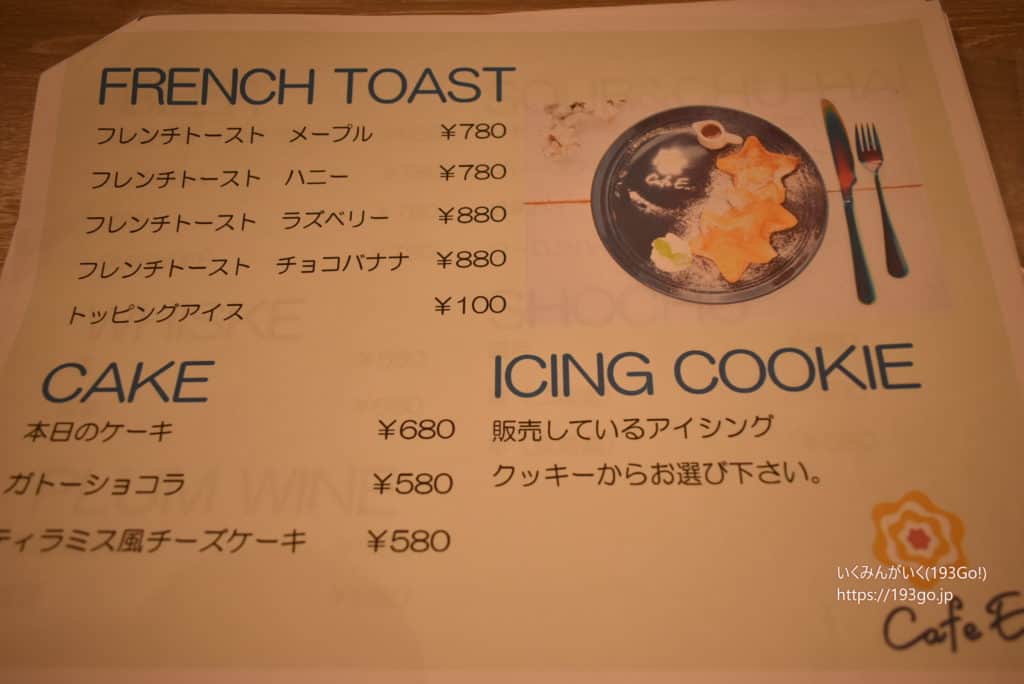 FRENCH TOAST
フレンチトースト　メープル　¥780
フレンチトースト　ハニー　¥780
フレンチトースト　ラズベリー　¥880
フレンチトースト　チョコバナナ　¥880
トッピングアイス　¥100
CAKE
本日のケーキ　¥680
ガトーショコラ　¥580
ティラミス風チーズケーキ　¥580
ICING COOKIE
販売しているアイシング
クッキーからお選び下さい。
いくみんがいく(193Go!)
https://193go.jp
Cafe E